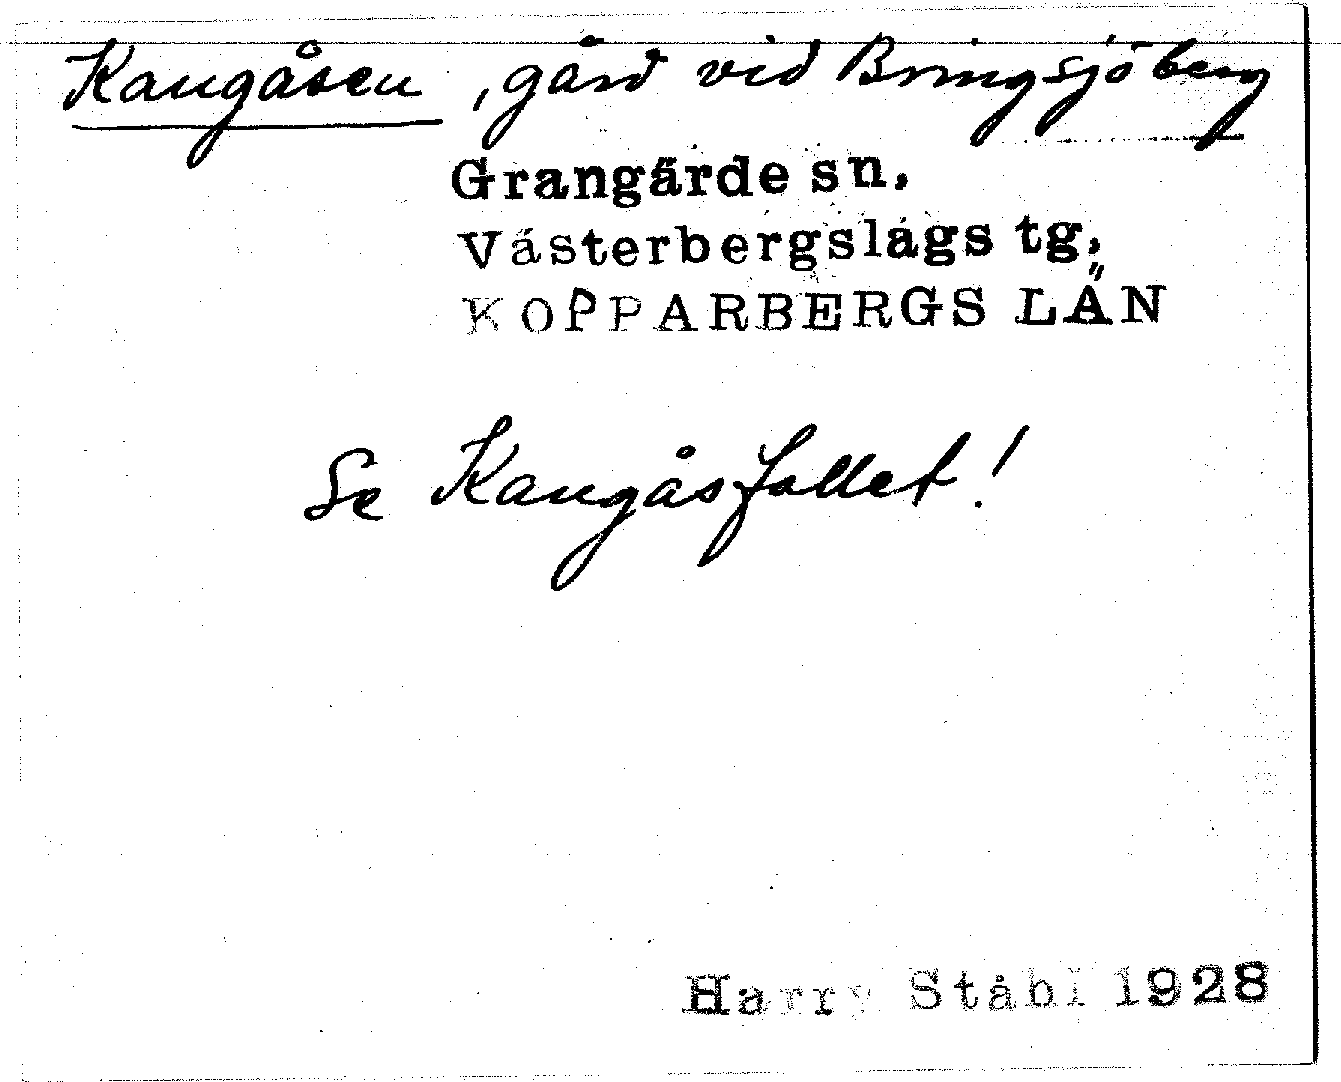 Kangåsen, gård vid Bringsjöberg
Grangärde sn.
Västerbergslags tg.
KOPPARBERGS LÄN
Se Kangåsfallet!
Harry Ståhl 1928